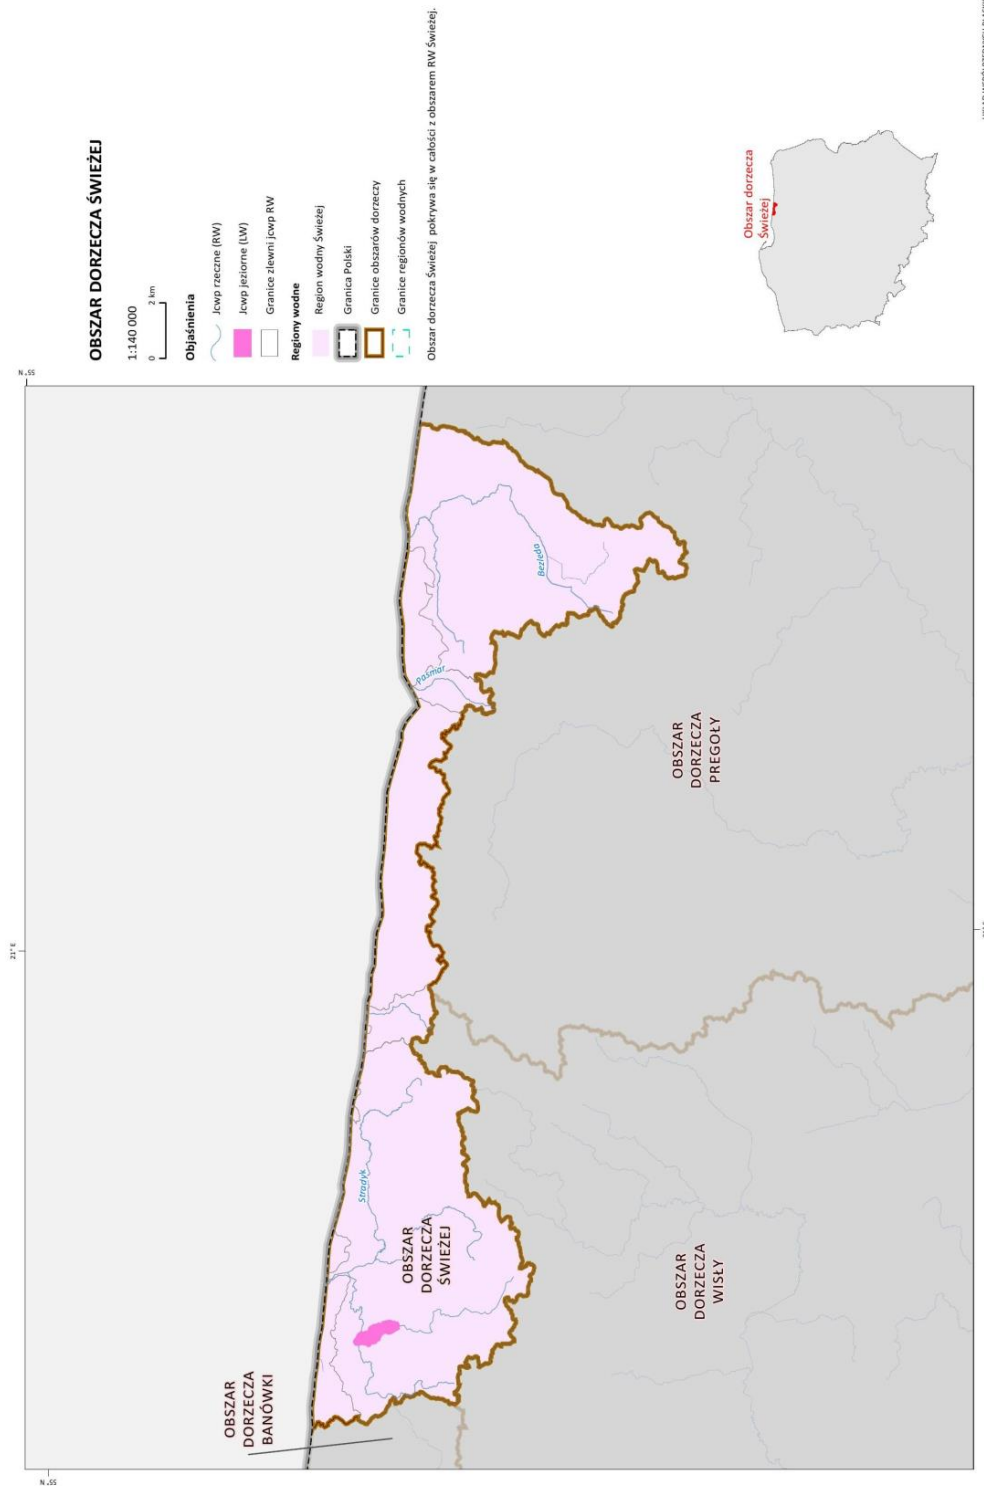 OBSZAR DORZECZA ŚWIEŻEJ
1:140 000
0 2 km
Objaśnienia
Jcwp rzeczne (RW)
Jcwp jeziorne (LW)
Granice zlewni jcwp RW
Regiony wodne
Region wodny Świeżej
Granica Polski
Granice obszarów dorzeczy
Granice regionów wodnych
Obszar dorzecza Świeżej pokrywa się w całości z obszarem RW Świeżej.
Obszar dorzecza
Świeżej
21° E
N .55
N .55
OBSZAR
DORZECZA
BANÓWKI
OBSZAR
DORZECZA
ŚWIEŻEJ
OBSZAR
DORZECZA
WISŁY
OBSZAR
DORZECZA
PREGOŁY
Stradyk
Paśmar
Bezleda